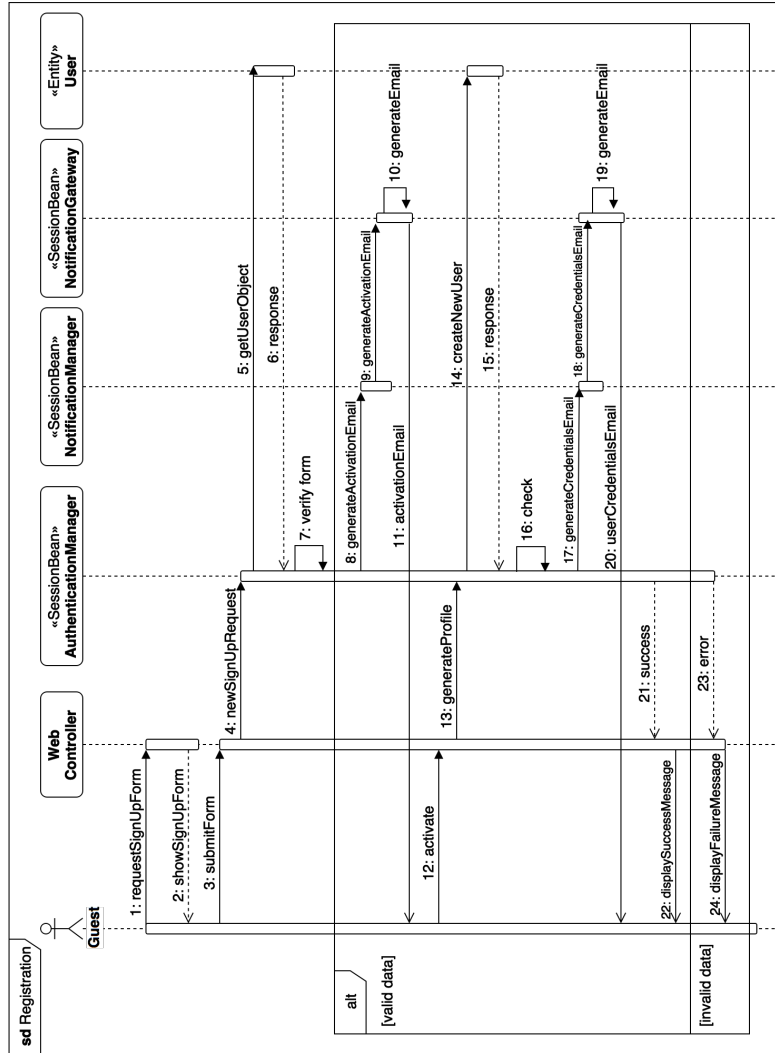 sd Registration
Guest
Web
Controller
«SessionBean»
AuthenticationManager
«SessionBean»
NotificationManager
«SessionBean»
NotificationGateway
«Entity»
User
1: requestSignUpForm
2: showSignUpForm
3: submitForm
4: newSignUpRequest
5: getUserObject
6: response
7: verify form
alt
[valid data]
8: generateActivationEmail
9: generateActivationEmail
10: generateEmail
11: activationEmail
12: activate
13: generateProfile
14: createNewUser
15: response
16: check
17: generateCredentialsEmail
18: generateCredentialsEmail
19: generateEmail
20: userCredentialsEmail
21: success
22: displaySuccessMessage
[invalid data]
23: error
24: displayFailureMessage